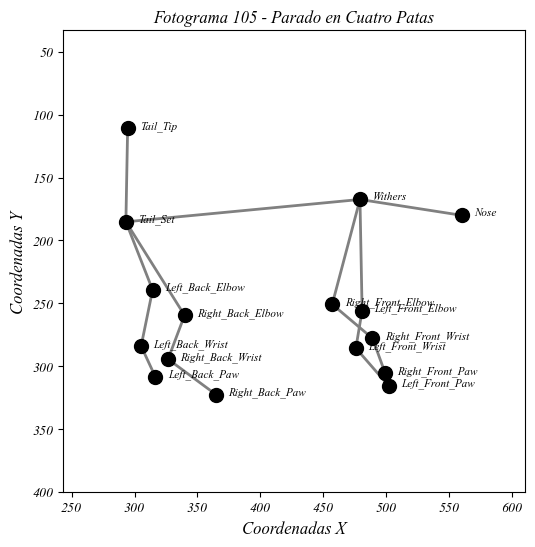 Fotograma 105 - Parado en Cuatro Patas
50
100
150
200
250
300
350
400
Coordenadas Y
Tail_Tip
Withers
Nose
Tail_Set
Left_Back_Elbow
Right_Front_Elbow
Left_Front_Elbow
Right_Back_Elbow
Right_Front_Wrist
Left_Back_Wrist
Left_Front_Wrist
Right_Back_Wrist
Right_Front_Paw
Left_Back_Paw
Left_Front_Paw
Right_Back_Paw
250 300 350 400 450 500 550 600
Coordenadas X